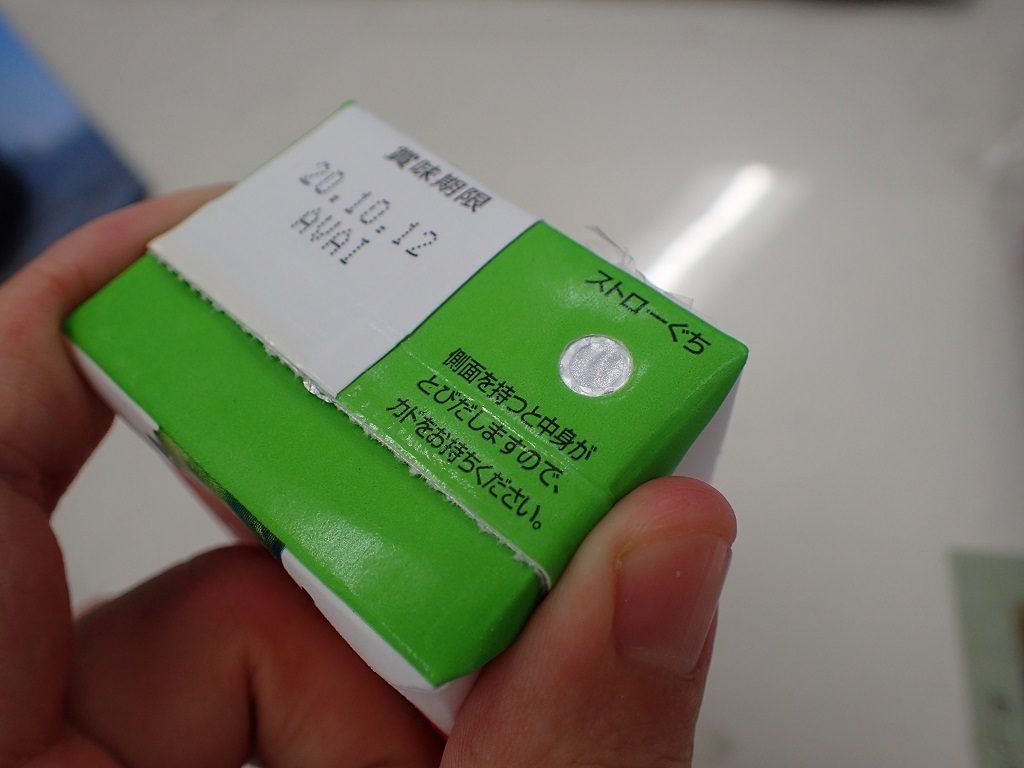 賞味期限
20.10.12
AVAI
ストローぐち
側面を持つと中身が
とびだしますので、
カドをお持ちください。